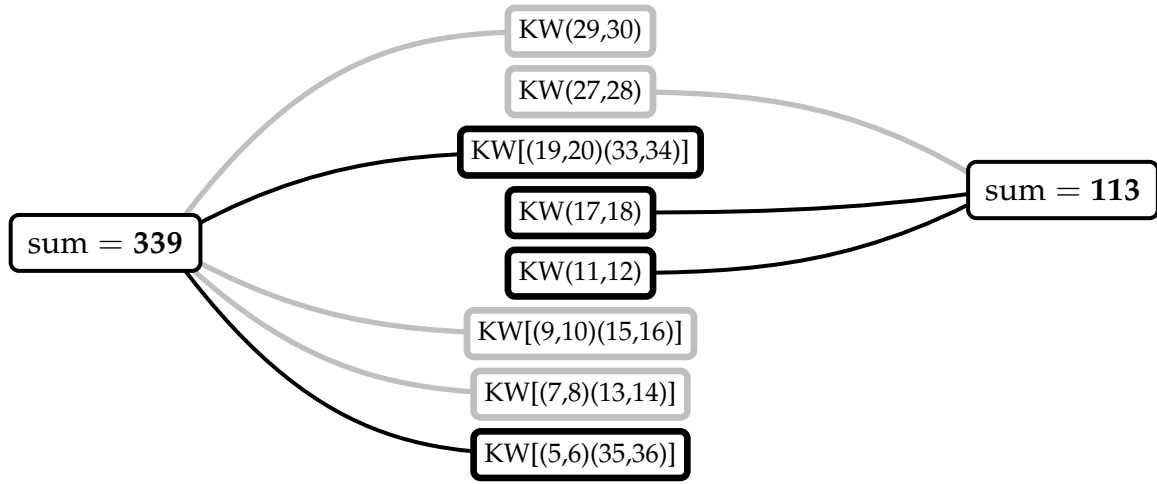 KW(29,30)
KW(27,28)
KW[(19,20)(33,34)]
sum = 113
KW(17,18)
sum = 339
KW(11,12)
KW[(9,10)(15,16)]
KW[(7,8)(13,14)]
KW[(5,6)(35,36)]